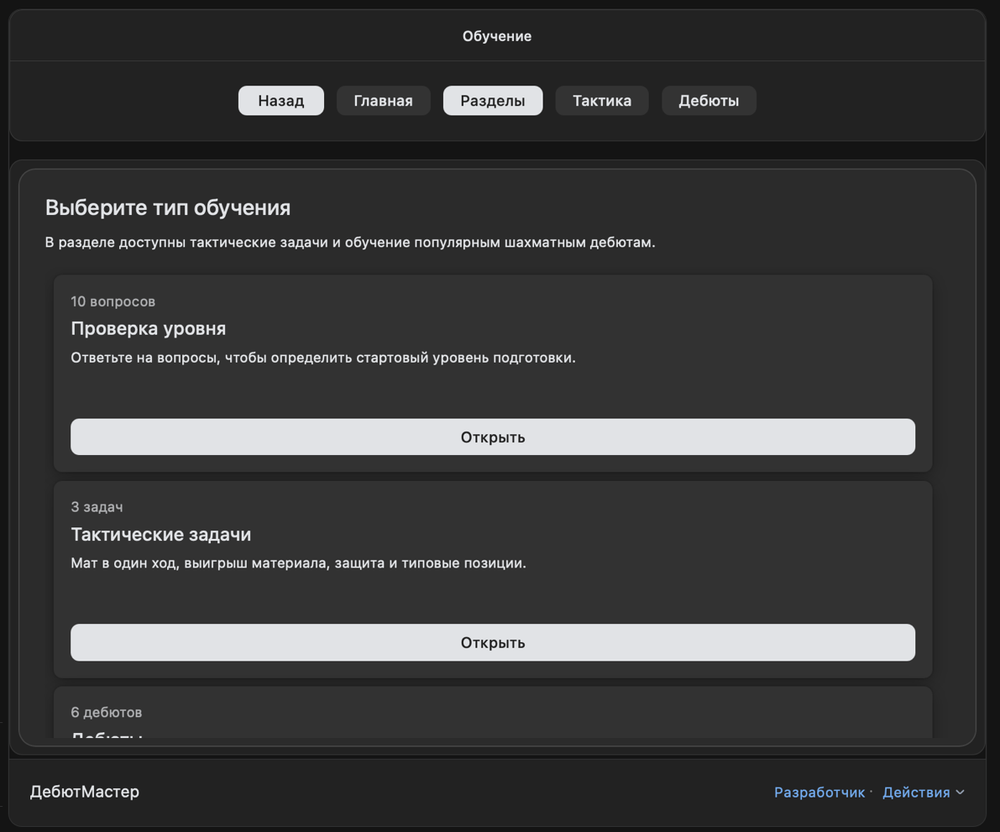 Обучение
Назад Главная Разделы Тактика Дебюты
Выберите тип обучения
В разделе доступны тактические задачи и обучение популярным шахматным дебютам.
10 вопросов
Проверка уровня
Ответьте на вопросы, чтобы определить стартовый уровень подготовки.
Открыть
3 задач
Тактические задачи
Мат в один ход, выигрыш материала, защита и типовые позиции.
Открыть
6 дебютов
Дебюты
ДебютМастер
Разработчик · Действия